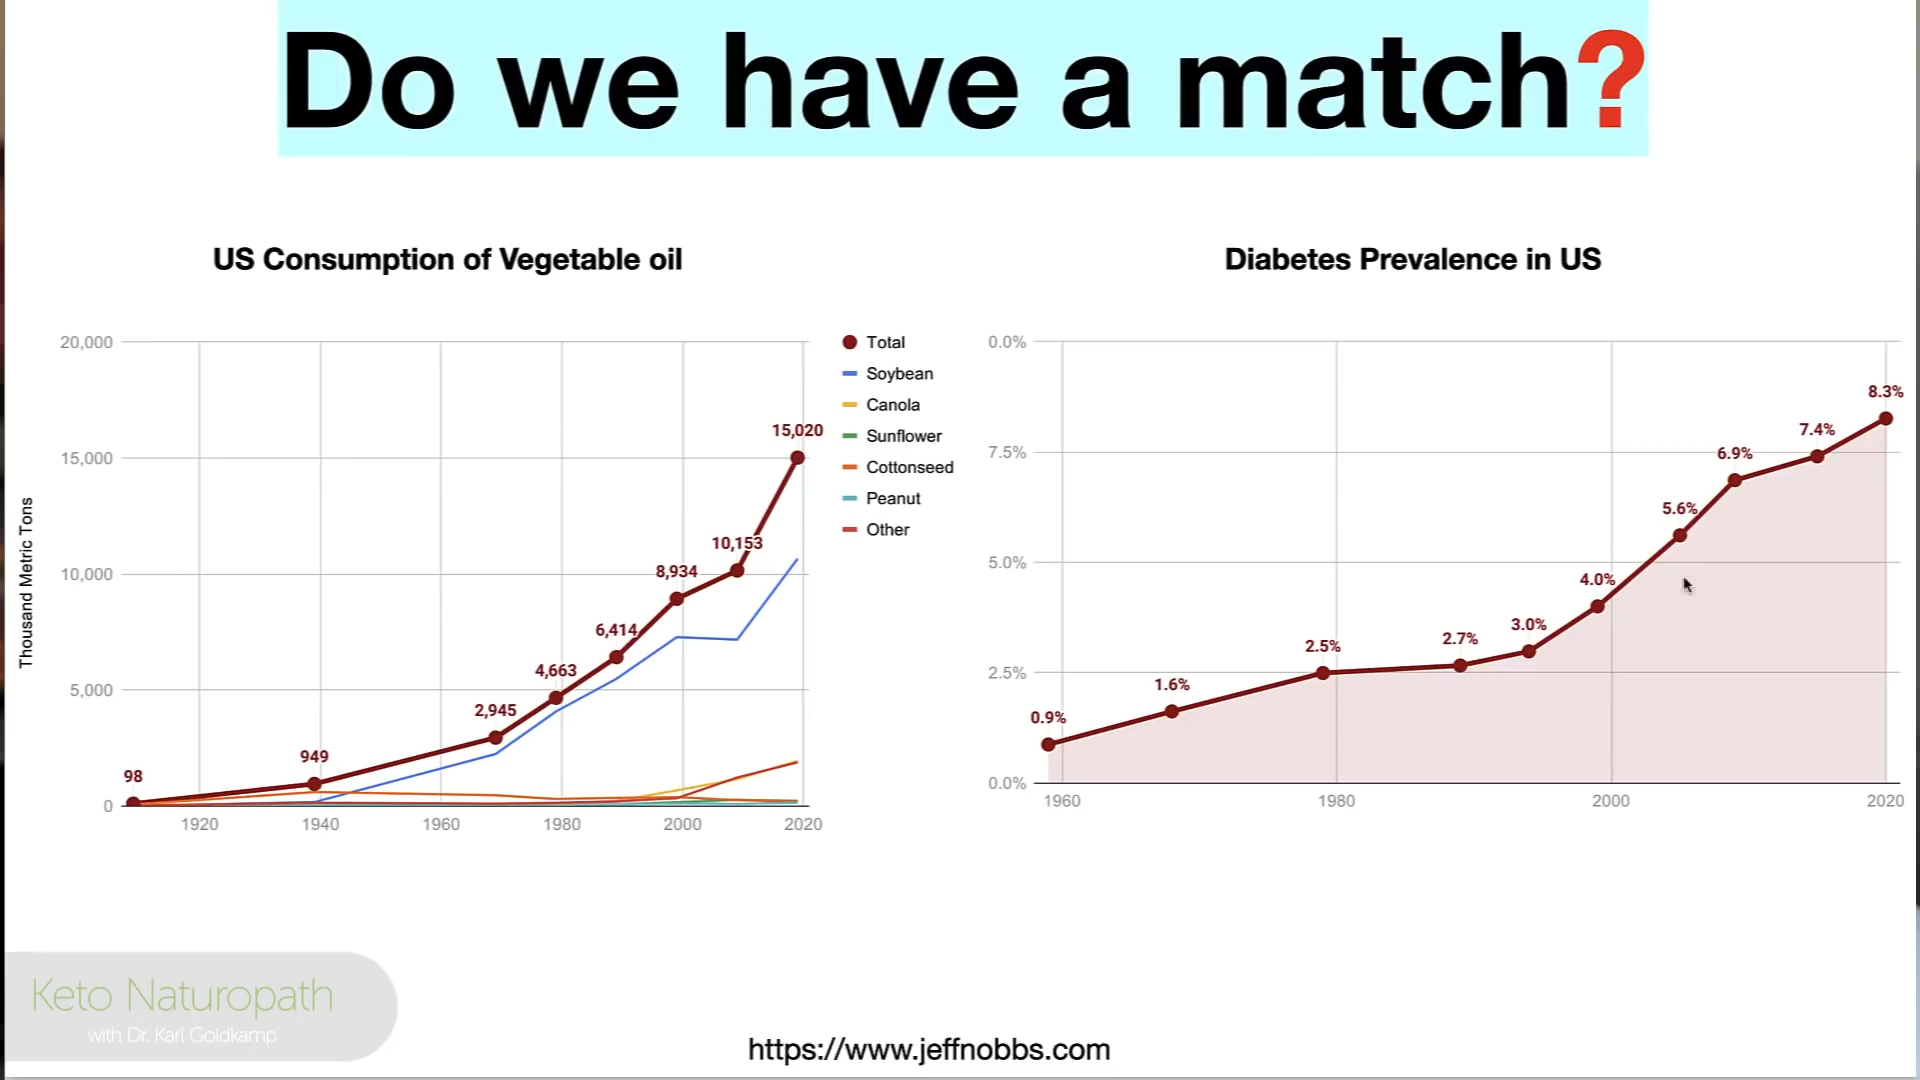 Do we have a match?
US Consumption of Vegetable oil
Thousand Metric Tons
20,000
15,000
10,000
5,000
0
98
949
2,945
4,663
6,414
8,934
10,153
15,020
1920
1940
1960
1980
2000
2020
Total
Soybean
Canola
Sunflower
Cottonseed
Peanut
Other
Diabetes Prevalence in US
0.0%
7.5%
5.0%
2.5%
0.0%
0.9%
1.6%
2.5%
2.7%
3.0%
4.0%
5.6%
6.9%
7.4%
8.3%
1960
1980
2000
2020
Keto Naturopath
with Dr. Karl Goldkamp
https://www.jeffnobbs.com